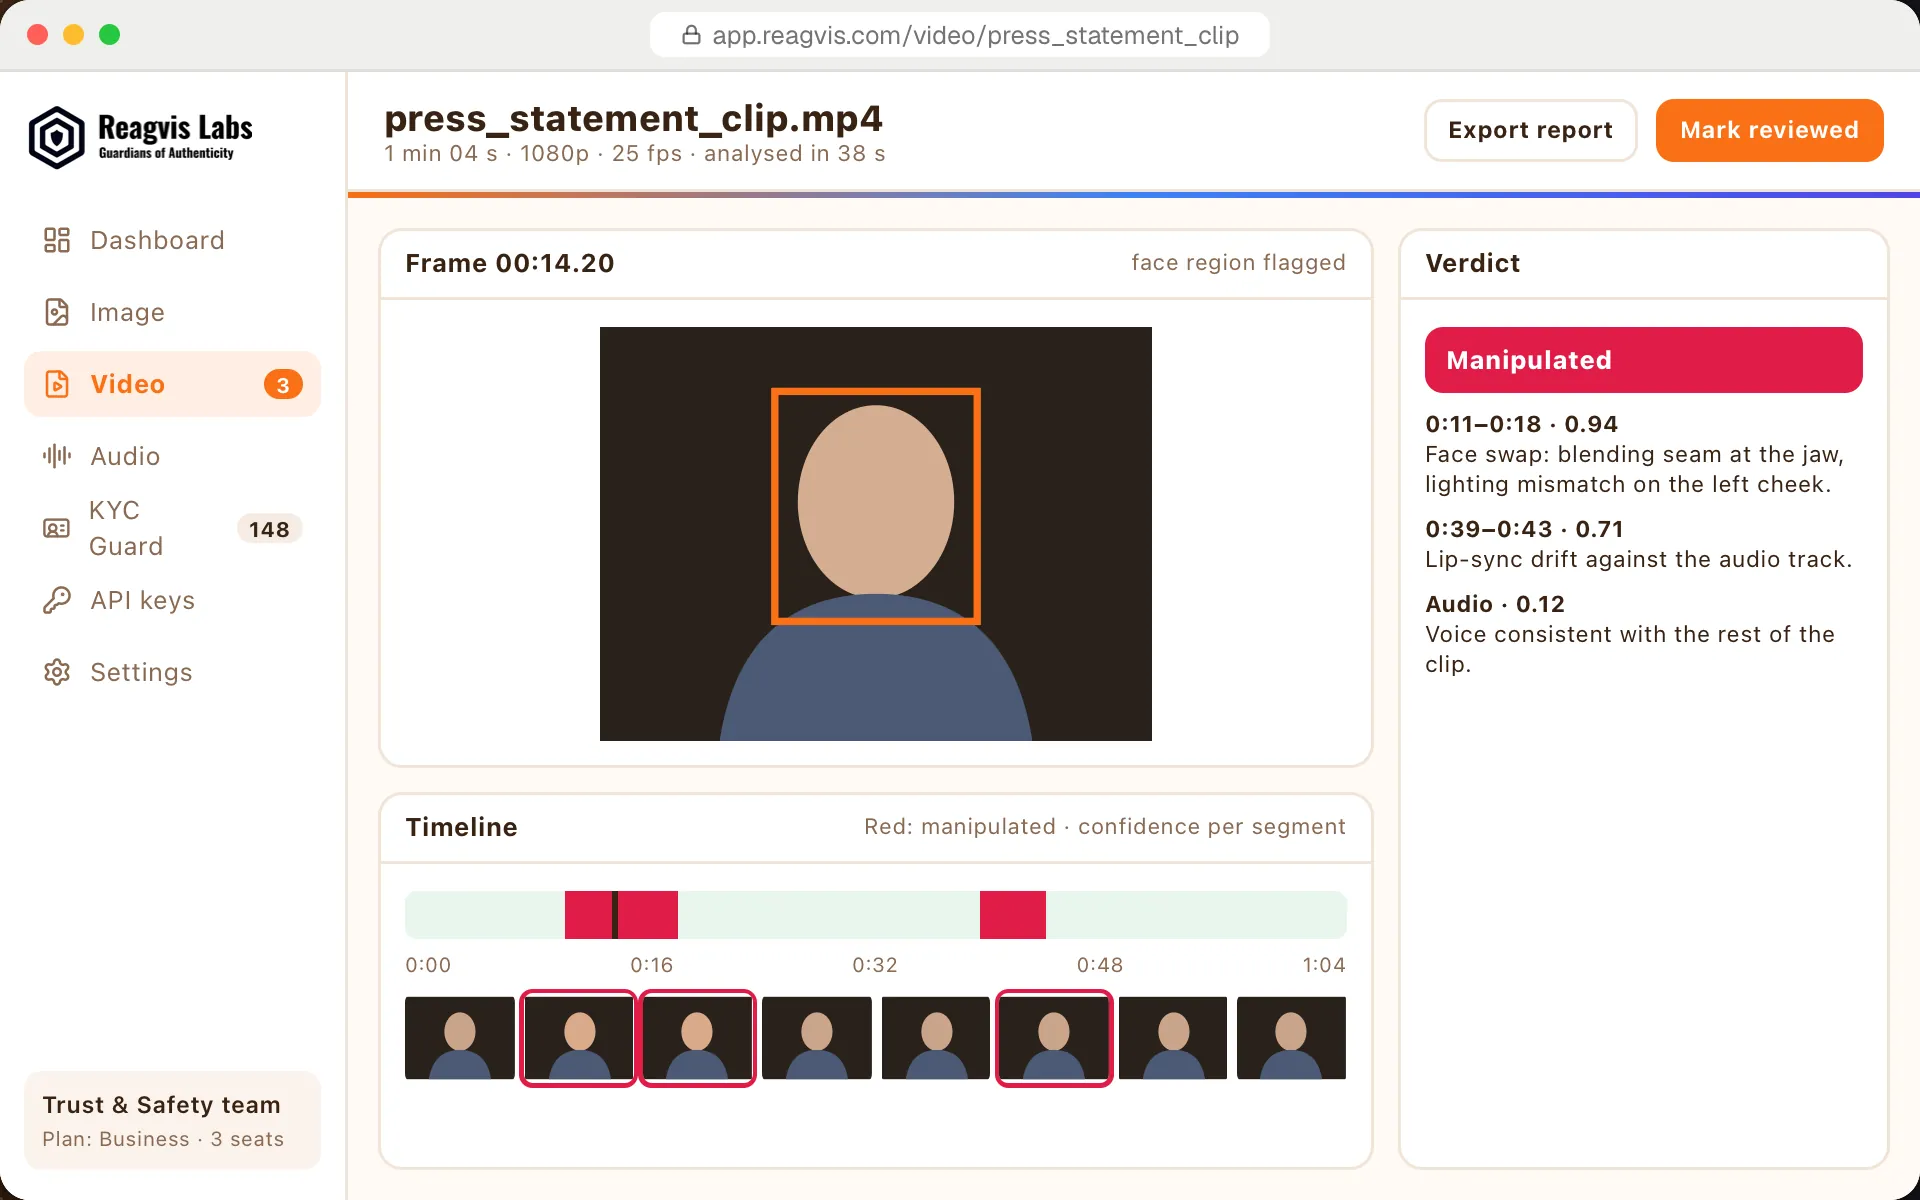 app.reagvis.com/video/press_statement_clip
Reagvis Labs
Guardians of Authenticity
Dashboard
Image
Video
3
Audio
KYC
Guard
148
API keys
Settings
Trust & Safety team
Plan: Business · 3 seats
press_statement_clip.mp4
1 min 04 s · 1080p · 25 fps · analysed in 38 s
Export report
Mark reviewed
Frame 00:14.20
face region flagged
Timeline
Red: manipulated · confidence per segment
0:00
0:16
0:32
0:48
1:04
Verdict
Manipulated
0:11–0:18 · 0.94
Face swap: blending seam at the jaw,
lighting mismatch on the left cheek.
0:39–0:43 · 0.71
Lip-sync drift against the audio track.
Audio · 0.12
Voice consistent with the rest of the
clip.